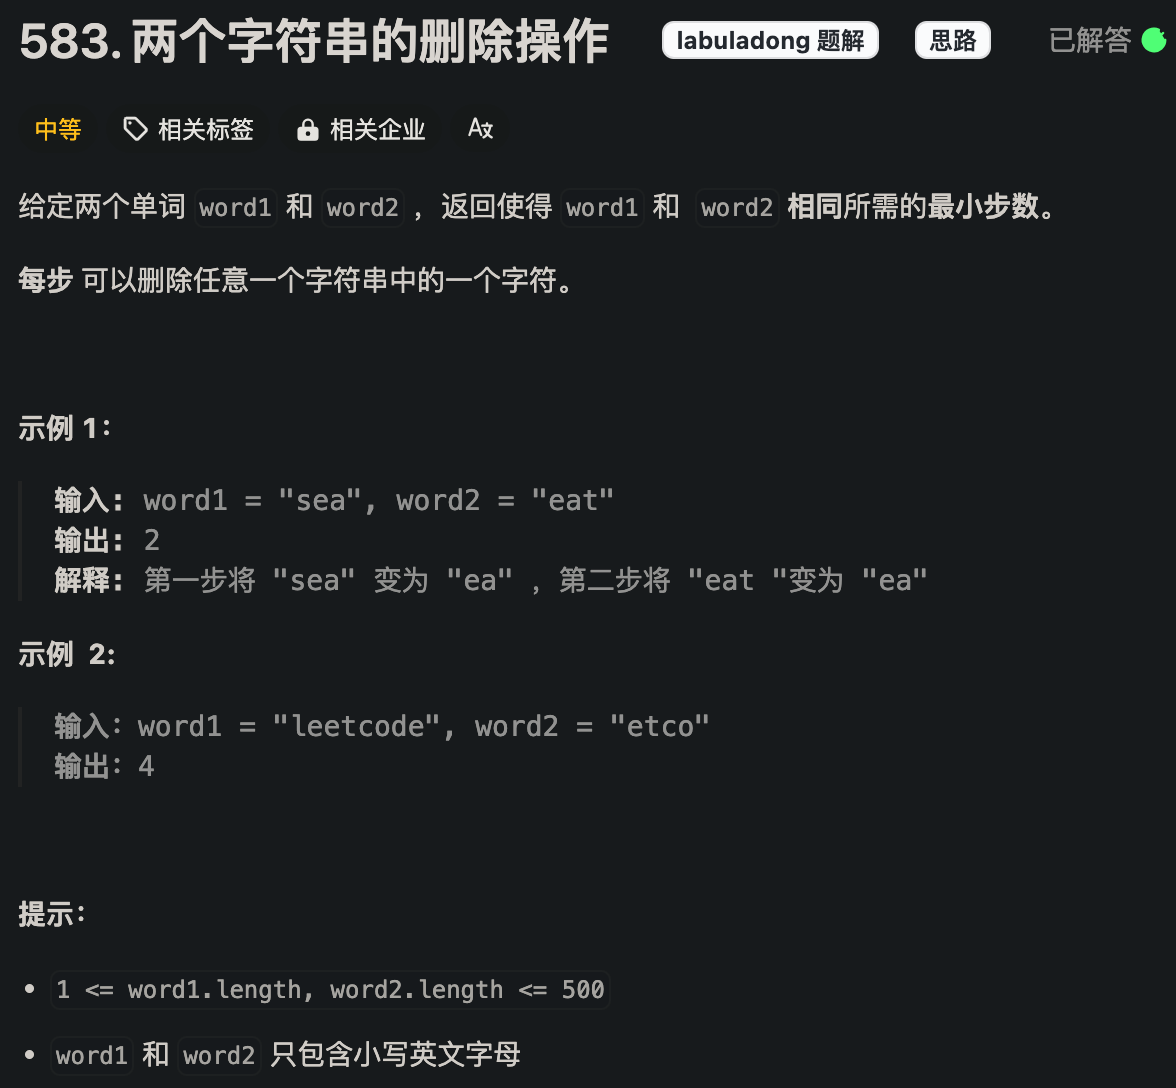 583. 两个字符串的删除操作 labuladong 题解 思路 已解答
中等 相关标签 相关企业 Ax
给定两个单词 word1 和 word2 ，返回使得 word1 和 word2 相同所需的最小步数。
每步 可以删除任意一个字符串中的一个字符。
示例 1：
输入: word1 = "sea", word2 = "eat"
输出: 2
解释: 第一步将 "sea" 变为 "ea" ，第二步将 "eat "变为 "ea"
示例 2:
输入：word1 = "leetcode", word2 = "etco"
输出：4
提示：
• 1 <= word1.length, word2.length <= 500
• word1 和 word2 只包含小写英文字母